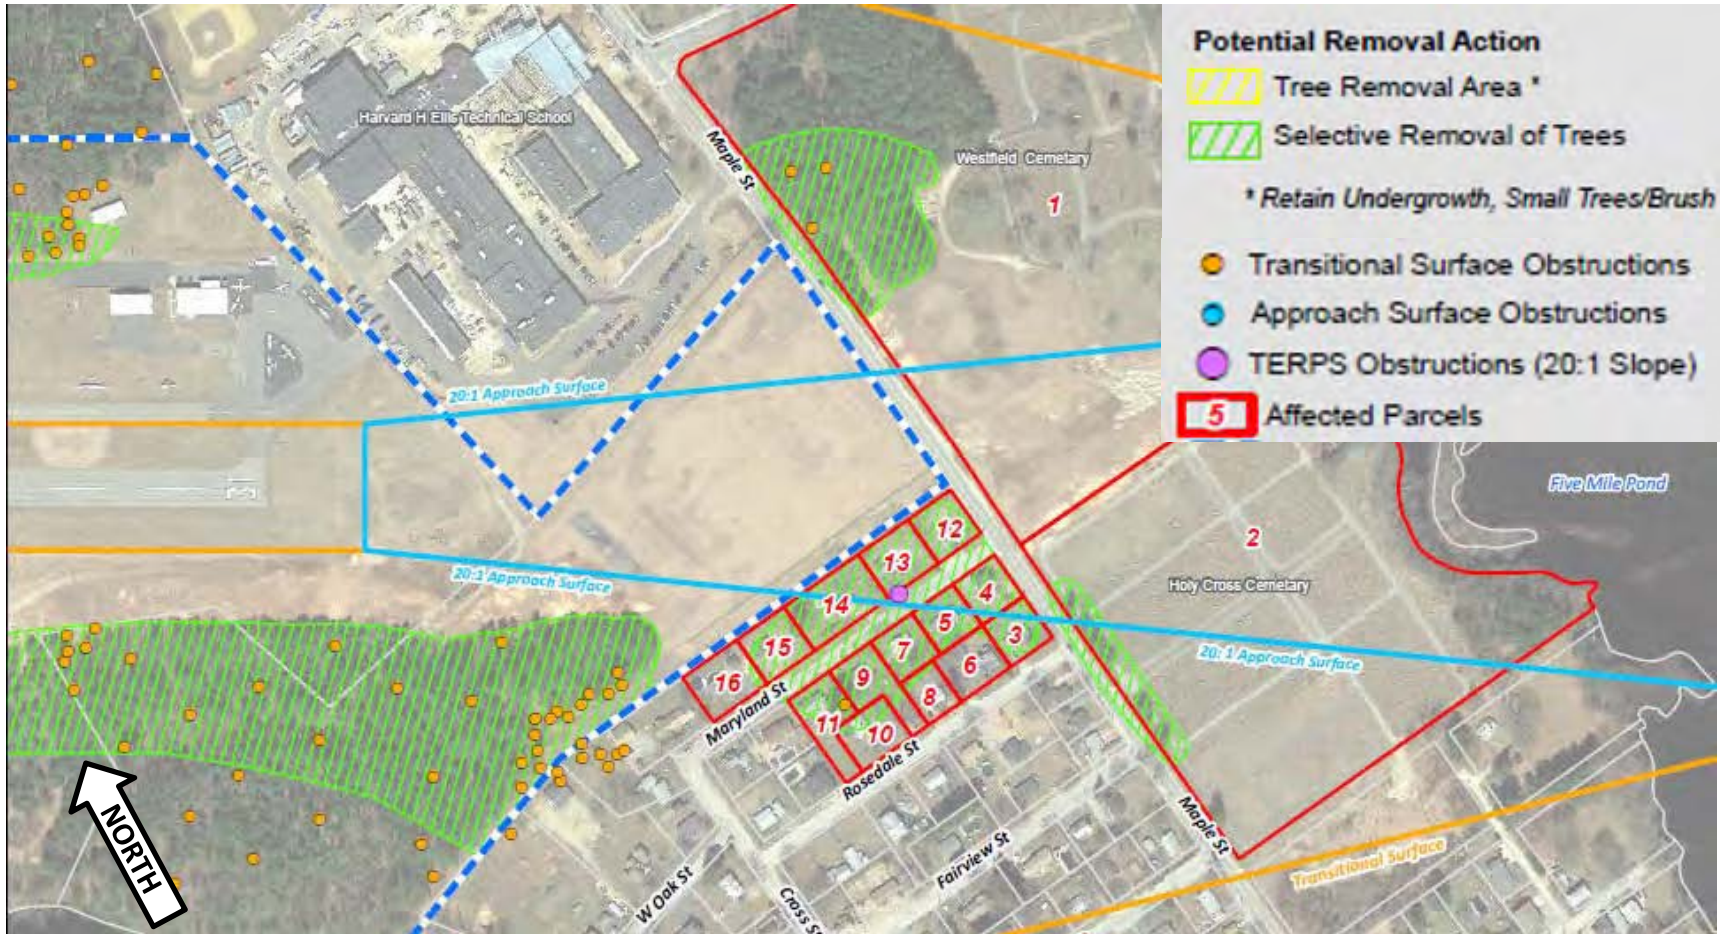 Potential Removal Action
Tree Removal Area *
Selective Removal of Trees
* Retain Undergrowth, Small Trees/Brush
Transitional Surface Obstructions
Approach Surface Obstructions
TERPS Obstructions (20:1 Slope)
5 Affected Parcels
Harvard H Ellis Technical School
Maple St
Westfield Cemetary
1
20:1 Approach Surface
Five Mile Pond
2
Holy Cross Cemetary
12
13
14
15
16
4
5
3
7
6
9
8
11
10
20:1 Approach Surface
20:1 Approach Surface
Maryland St
Rosedale St
Maple St
Fairview St
W Oak St
Cross St
Transitional Surface
NORTH